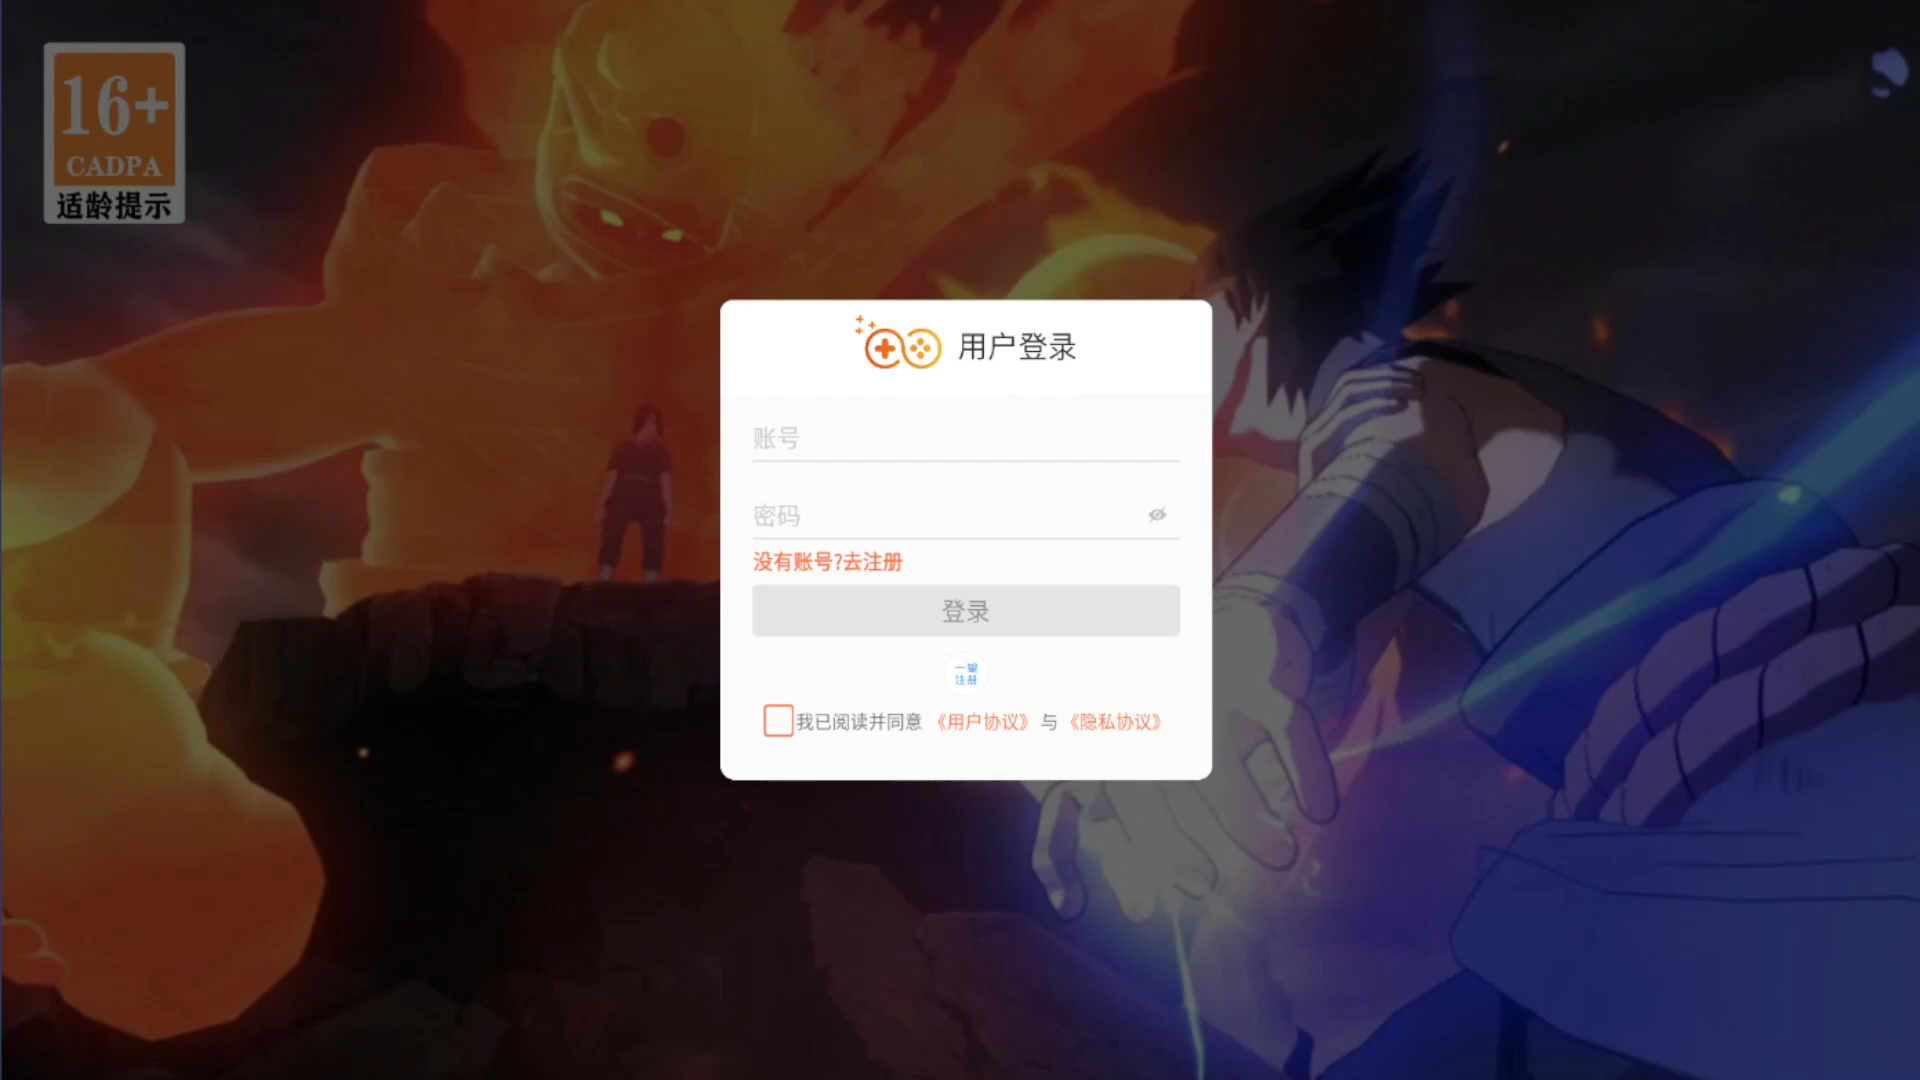 16+
CADPA
适龄提示
用户登录
账号
密码
没有账号?去注册
登录
一键
注册
我已阅读并同意 《用户协议》 与 《隐私协议》